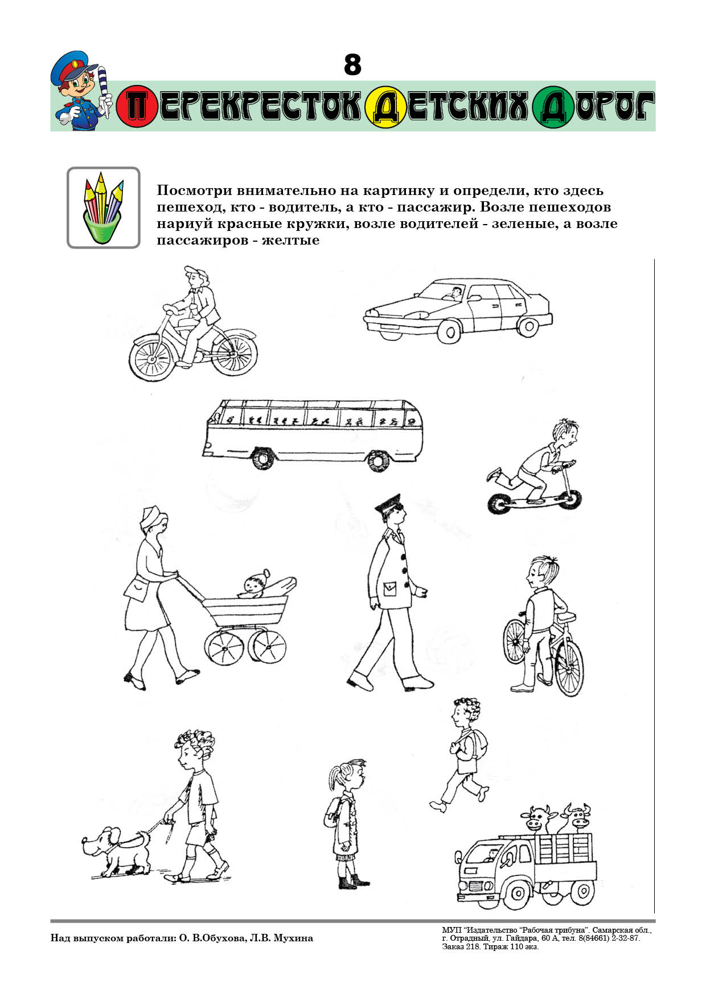 8
Перекресток Детских Дорог
Посмотри внимательно на картинку и определи, кто здесь
пешеход, кто - водитель, а кто - пассажир. Возле пешеходов
нариуй красные кружки, возле водителей - зеленые, а возле
пассажиров - желтые
Над выпуском работали: О. В.Обухова, Л.В. Мухина
МУП “Издательство “Рабочая трибуна”. Самарская обл.,
г. Отрадный, ул. Гайдара, 60 А, тел. 8(84661) 2-32-87.
Заказ 218. Тираж 110 экз.